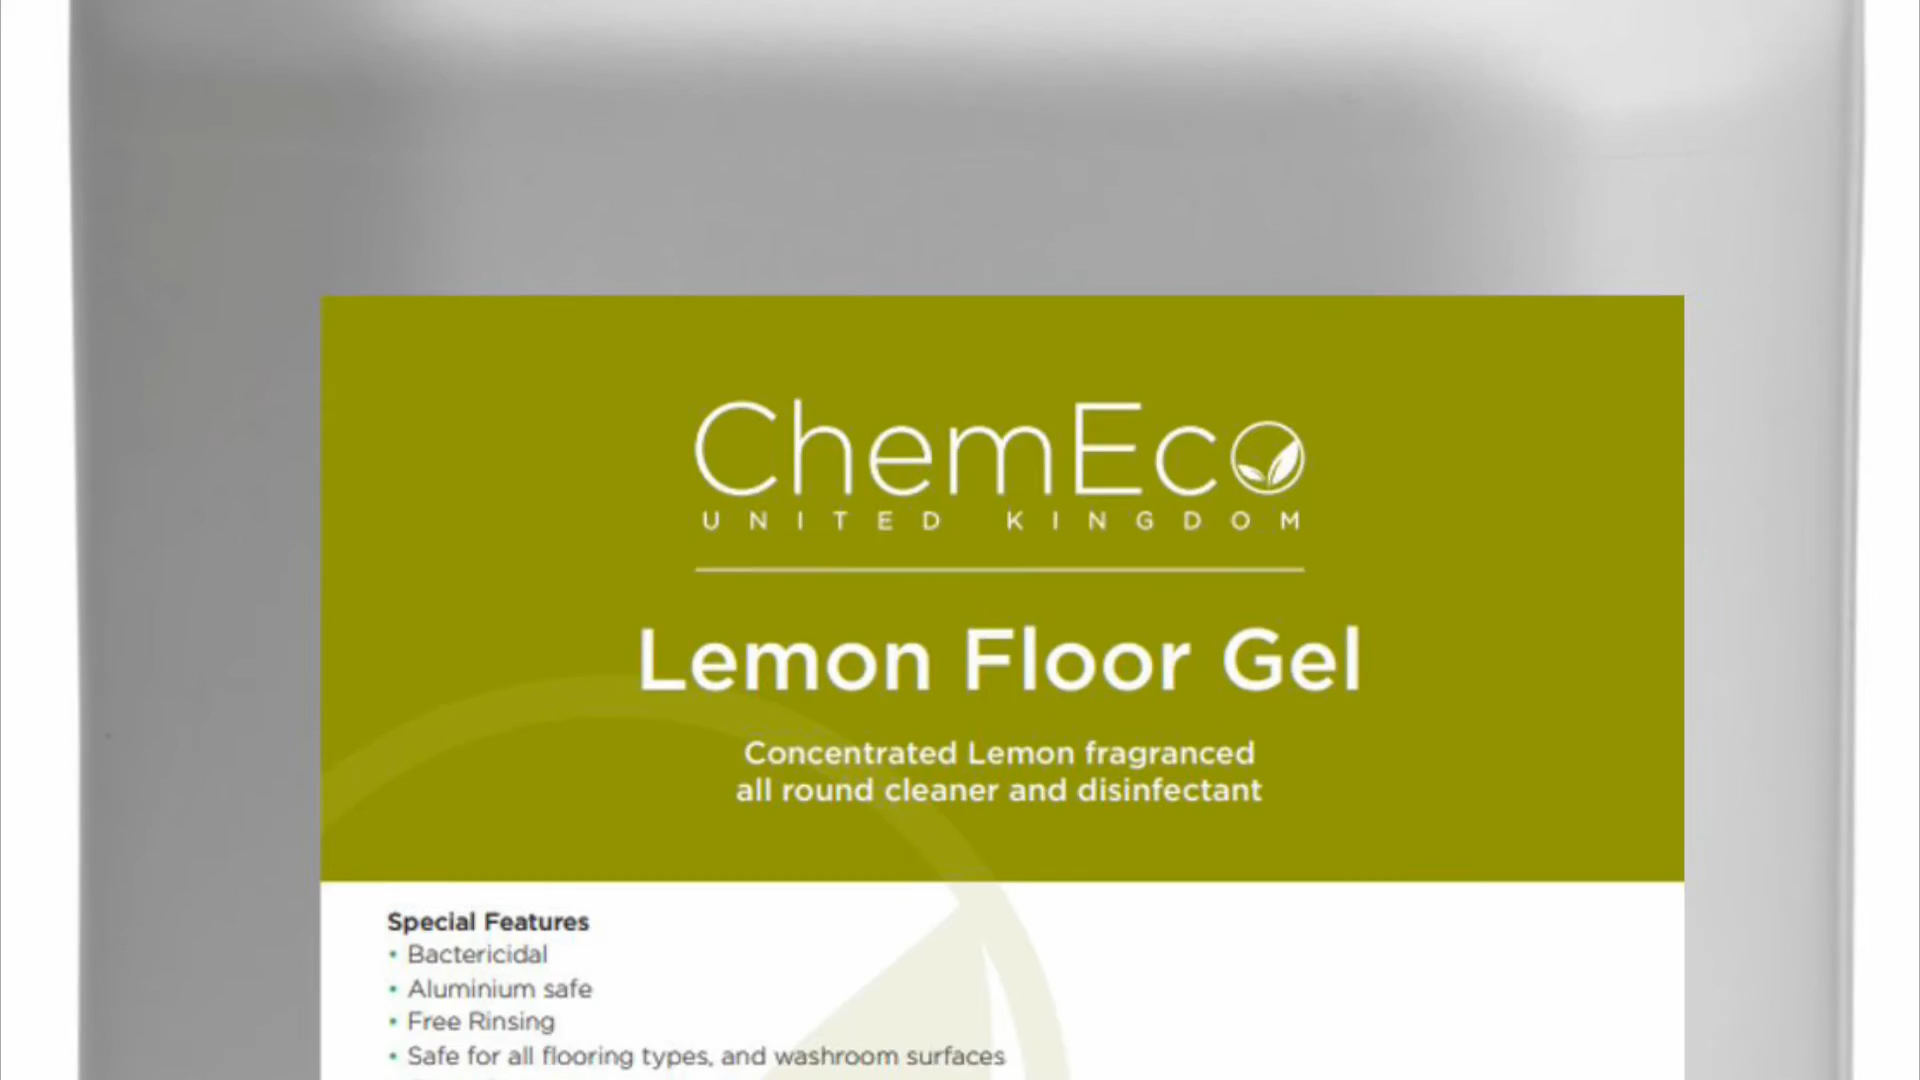 ChemEco
UNITED KINGDOM
Lemon Floor Gel
Concentrated Lemon fragranced
all round cleaner and disinfectant
Special Features
• Bactericidal
• Aluminium safe
• Free Rinsing
• Safe for all flooring types, and washroom surfaces